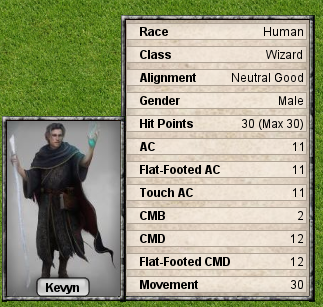 Race Human
Class Wizard
Alignment Neutral Good
Gender Male
Hit Points 30 (Max 30)
AC 11
Flat-Footed AC 11
Touch AC 11
CMB 2
CMD 12
Flat-Footed CMD 12
Movement 30
Kevyn